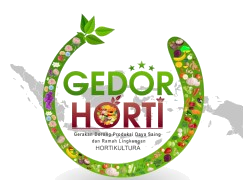 GEDOR
HORTI
Gerakan Dorong Produksi Daya Saing
dan Ramah Lingkungan
HORTIKULTURA